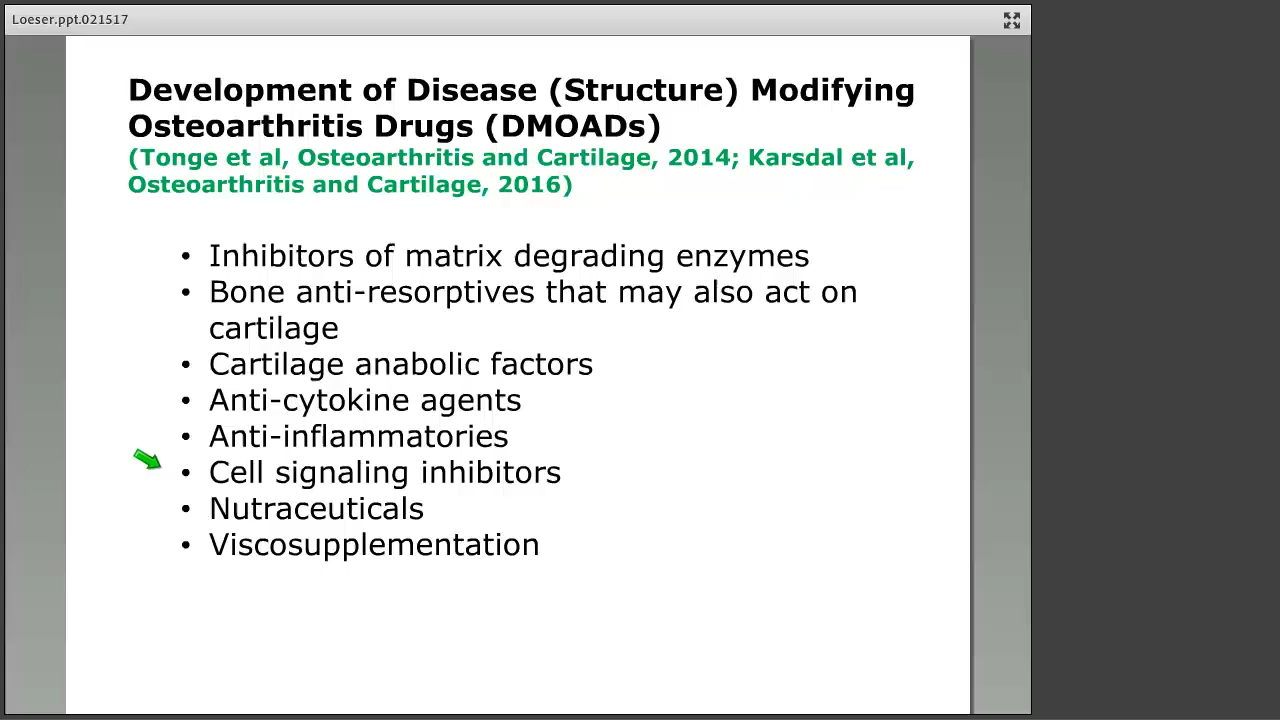 Loeser.ppt.021517
Development of Disease (Structure) Modifying
Osteoarthritis Drugs (DMOADs)
(Tonge et al, Osteoarthritis and Cartilage, 2014; Karsdal et al,
Osteoarthritis and Cartilage, 2016)
• Inhibitors of matrix degrading enzymes
• Bone anti-resorptives that may also act on
cartilage
• Cartilage anabolic factors
• Anti-cytokine agents
• Anti-inflammatories
• Cell signaling inhibitors
• Nutraceuticals
• Viscosupplementation